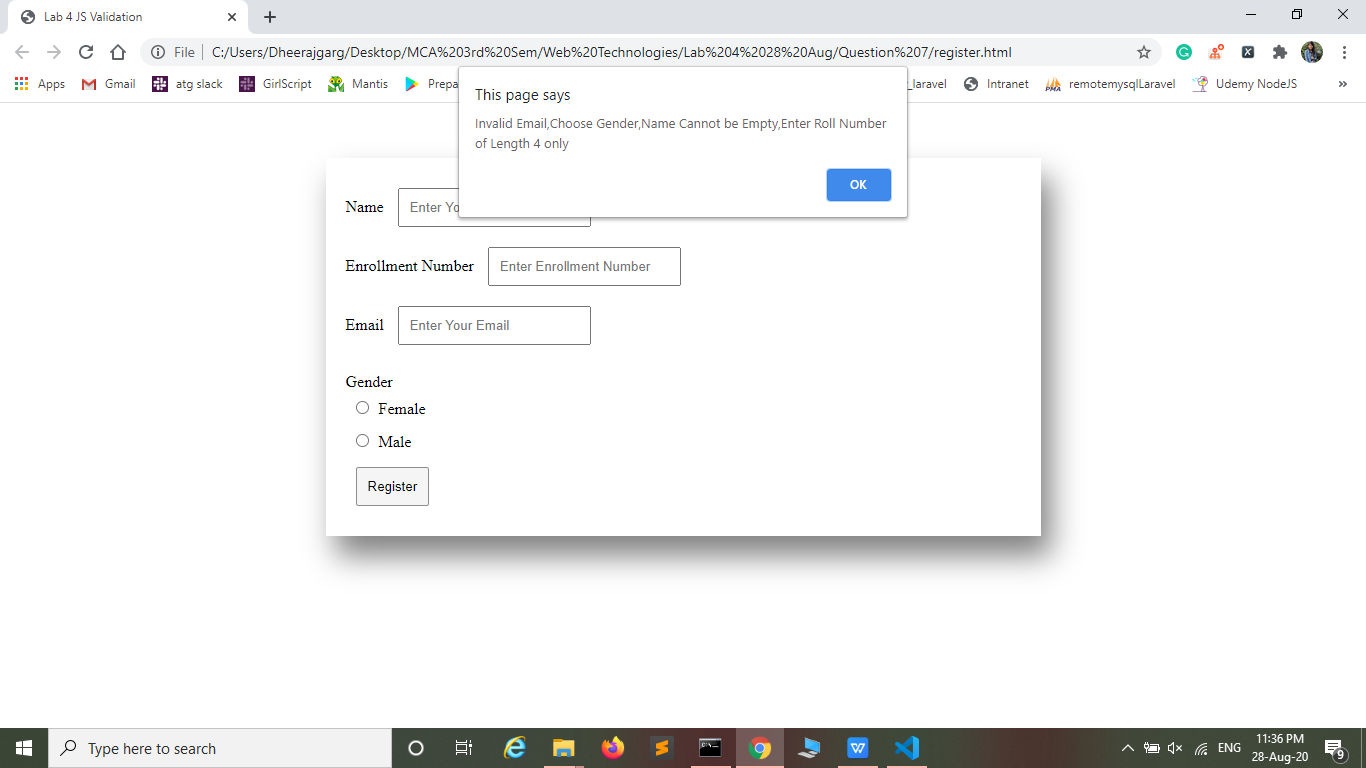 Lab 4 JS Validation
File
C:/Users/Dheerajgarg/Desktop/MCA%203rd%20Sem/Web%20Technologies/Lab%204%2028%20Aug/Question%207/register.html
Apps Gmail atg slack GirlScript Mantis Prepa _laravel Intranet remotemysqlLaravel Udemy NodeJS »
This page says
Invalid Email,Choose Gender,Name Cannot be Empty,Enter Roll Number
of Length 4 only
OK
Name Enter Yo
Enrollment Number Enter Enrollment Number
Email Enter Your Email
Gender
Female
Male
Register
Type here to search
ENG
11:36 PM
28-Aug-20
9